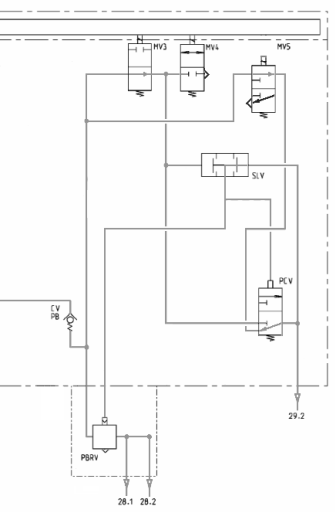 MV3
MV4
MV5
SLV
PCV
CV
PB
29.2
PBRV
28.1 28.2